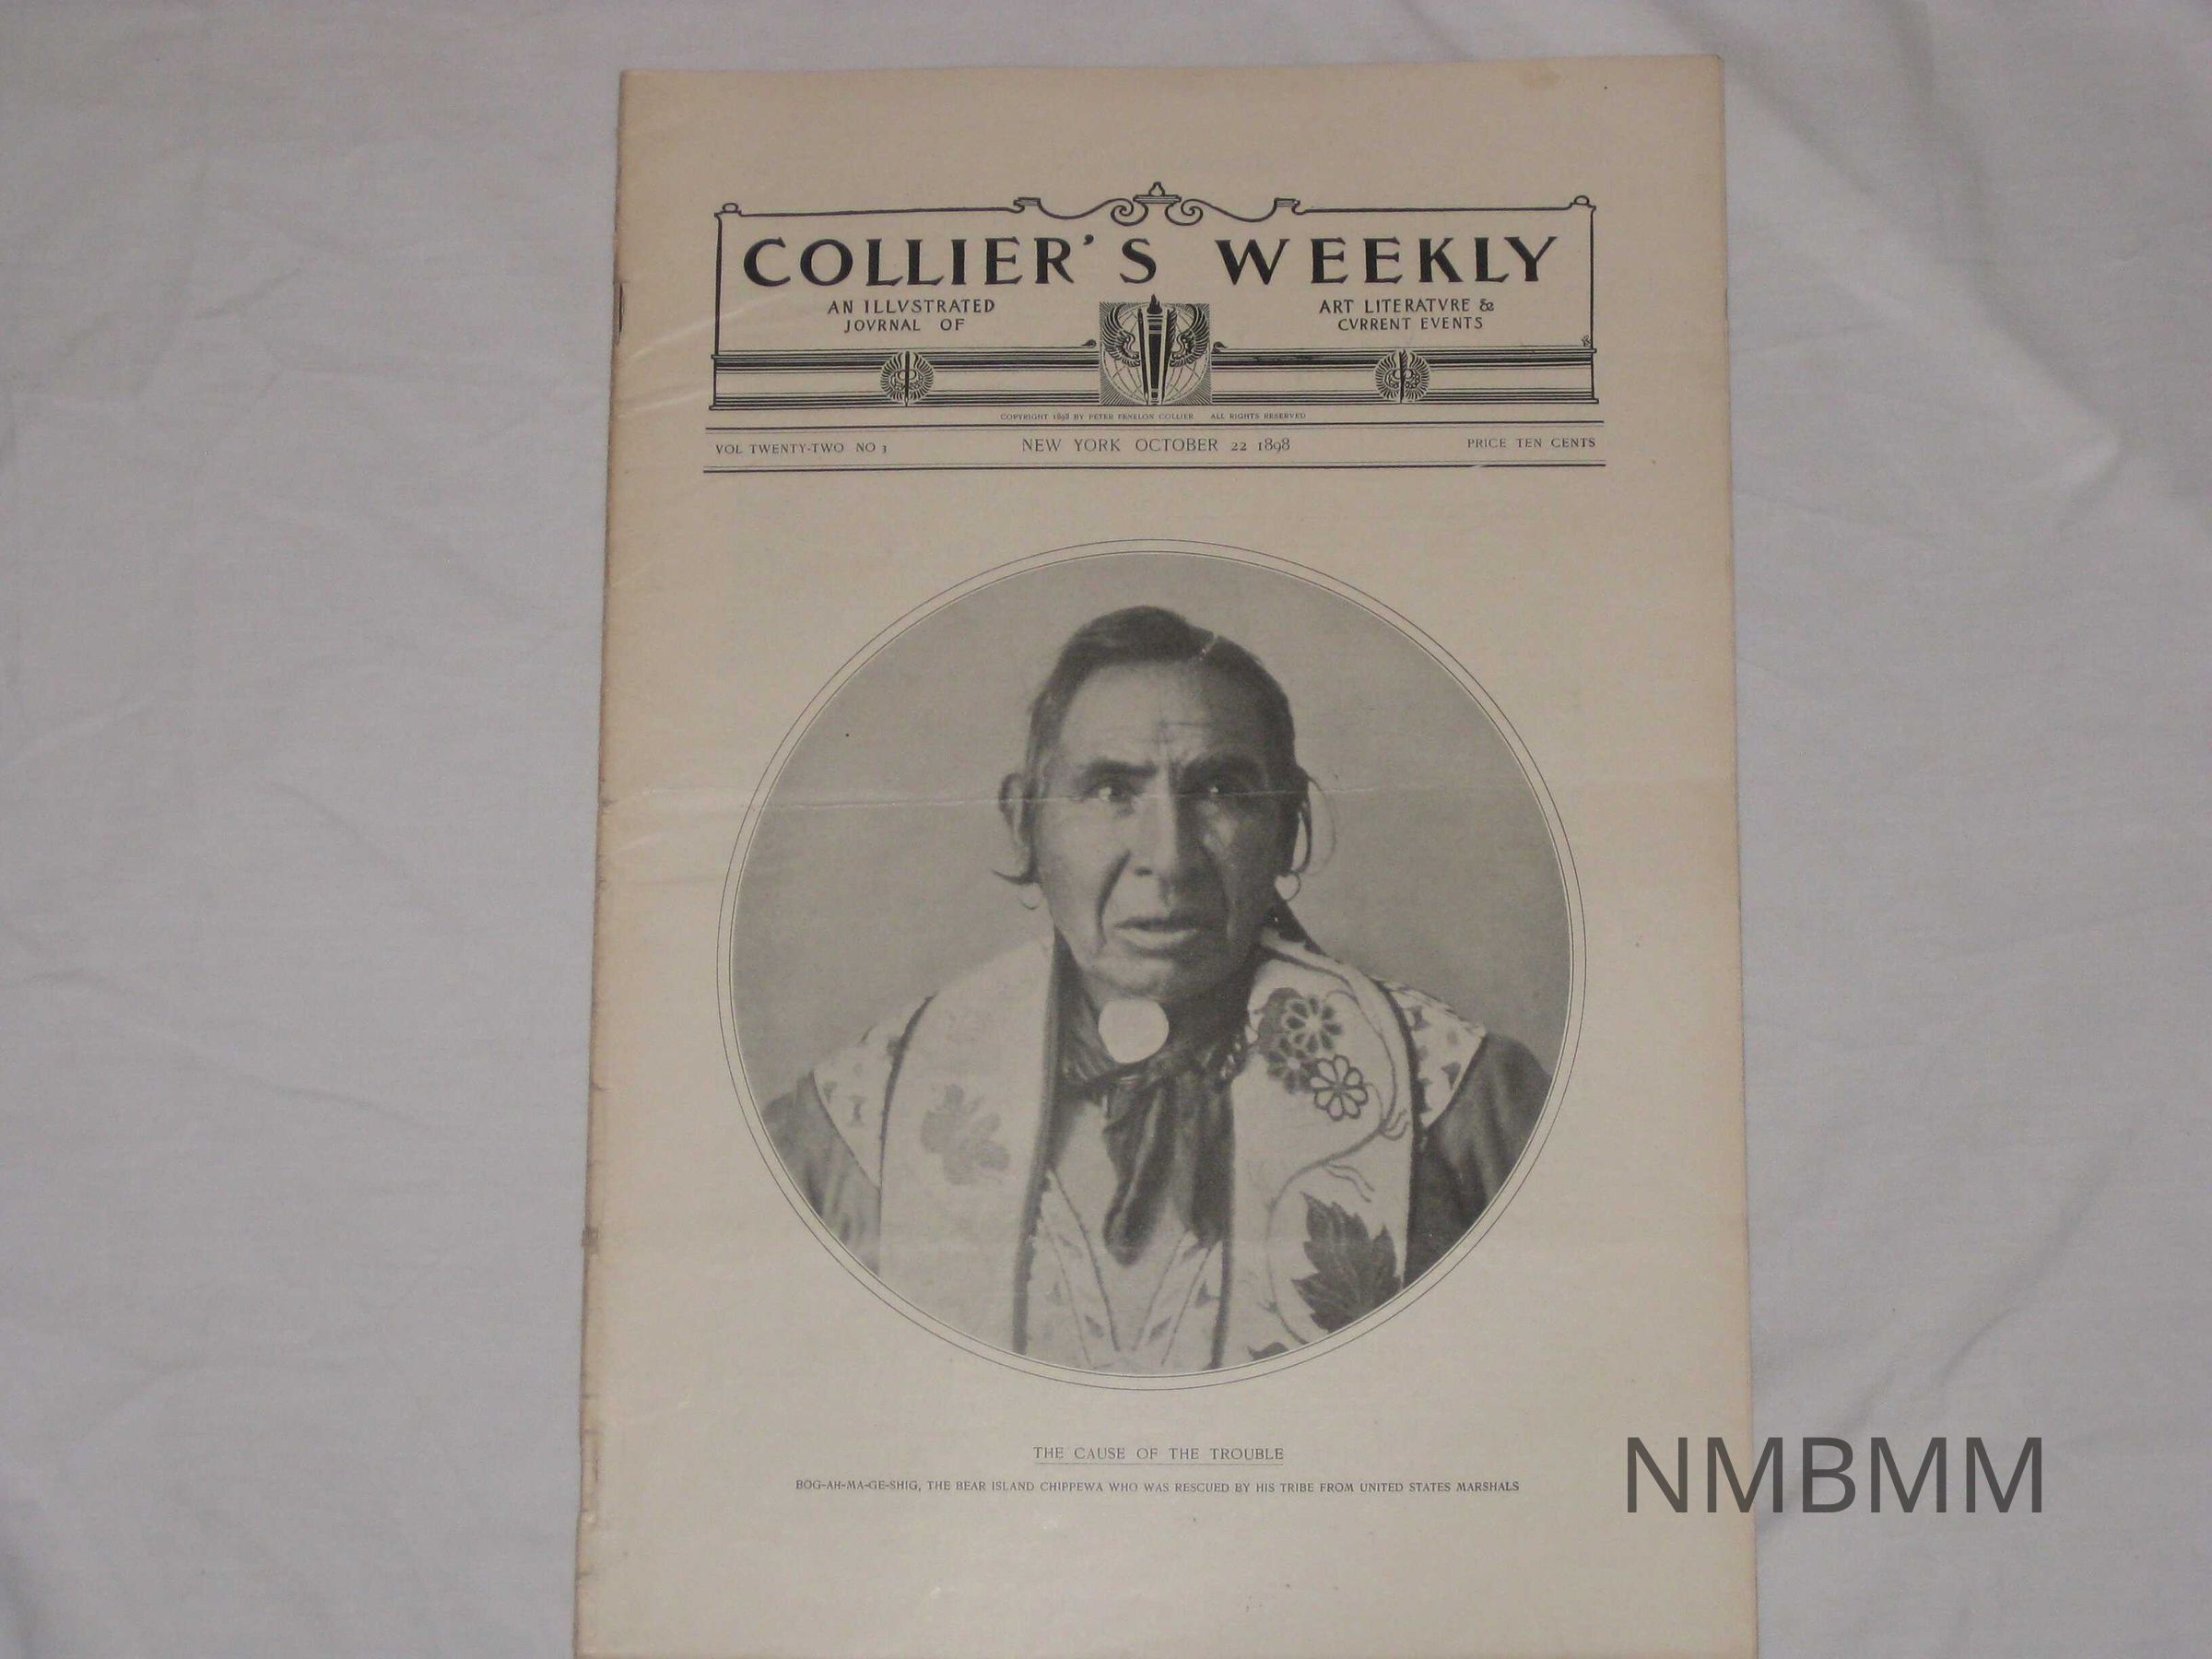 COLLIER'S WEEKLY
AN ILLVSTRATED
JOVRNAL OF
ART LITERATVRE &
CVRRENT EVENTS
COPYRIGHT 1898 BY PETER FENELON COLLIER ALL RIGHTS RESERVED
VOL TWENTY-TWO NO 3 NEW YORK OCTOBER 22 1898 PRICE TEN CENTS
THE CAUSE OF THE TROUBLE
BOG-AH-MA-GE-SHIG, THE BEAR ISLAND CHIPPEWA WHO WAS RESCUED BY HIS TRIBE FROM UNITED STATES MARSHALS
NMBMM